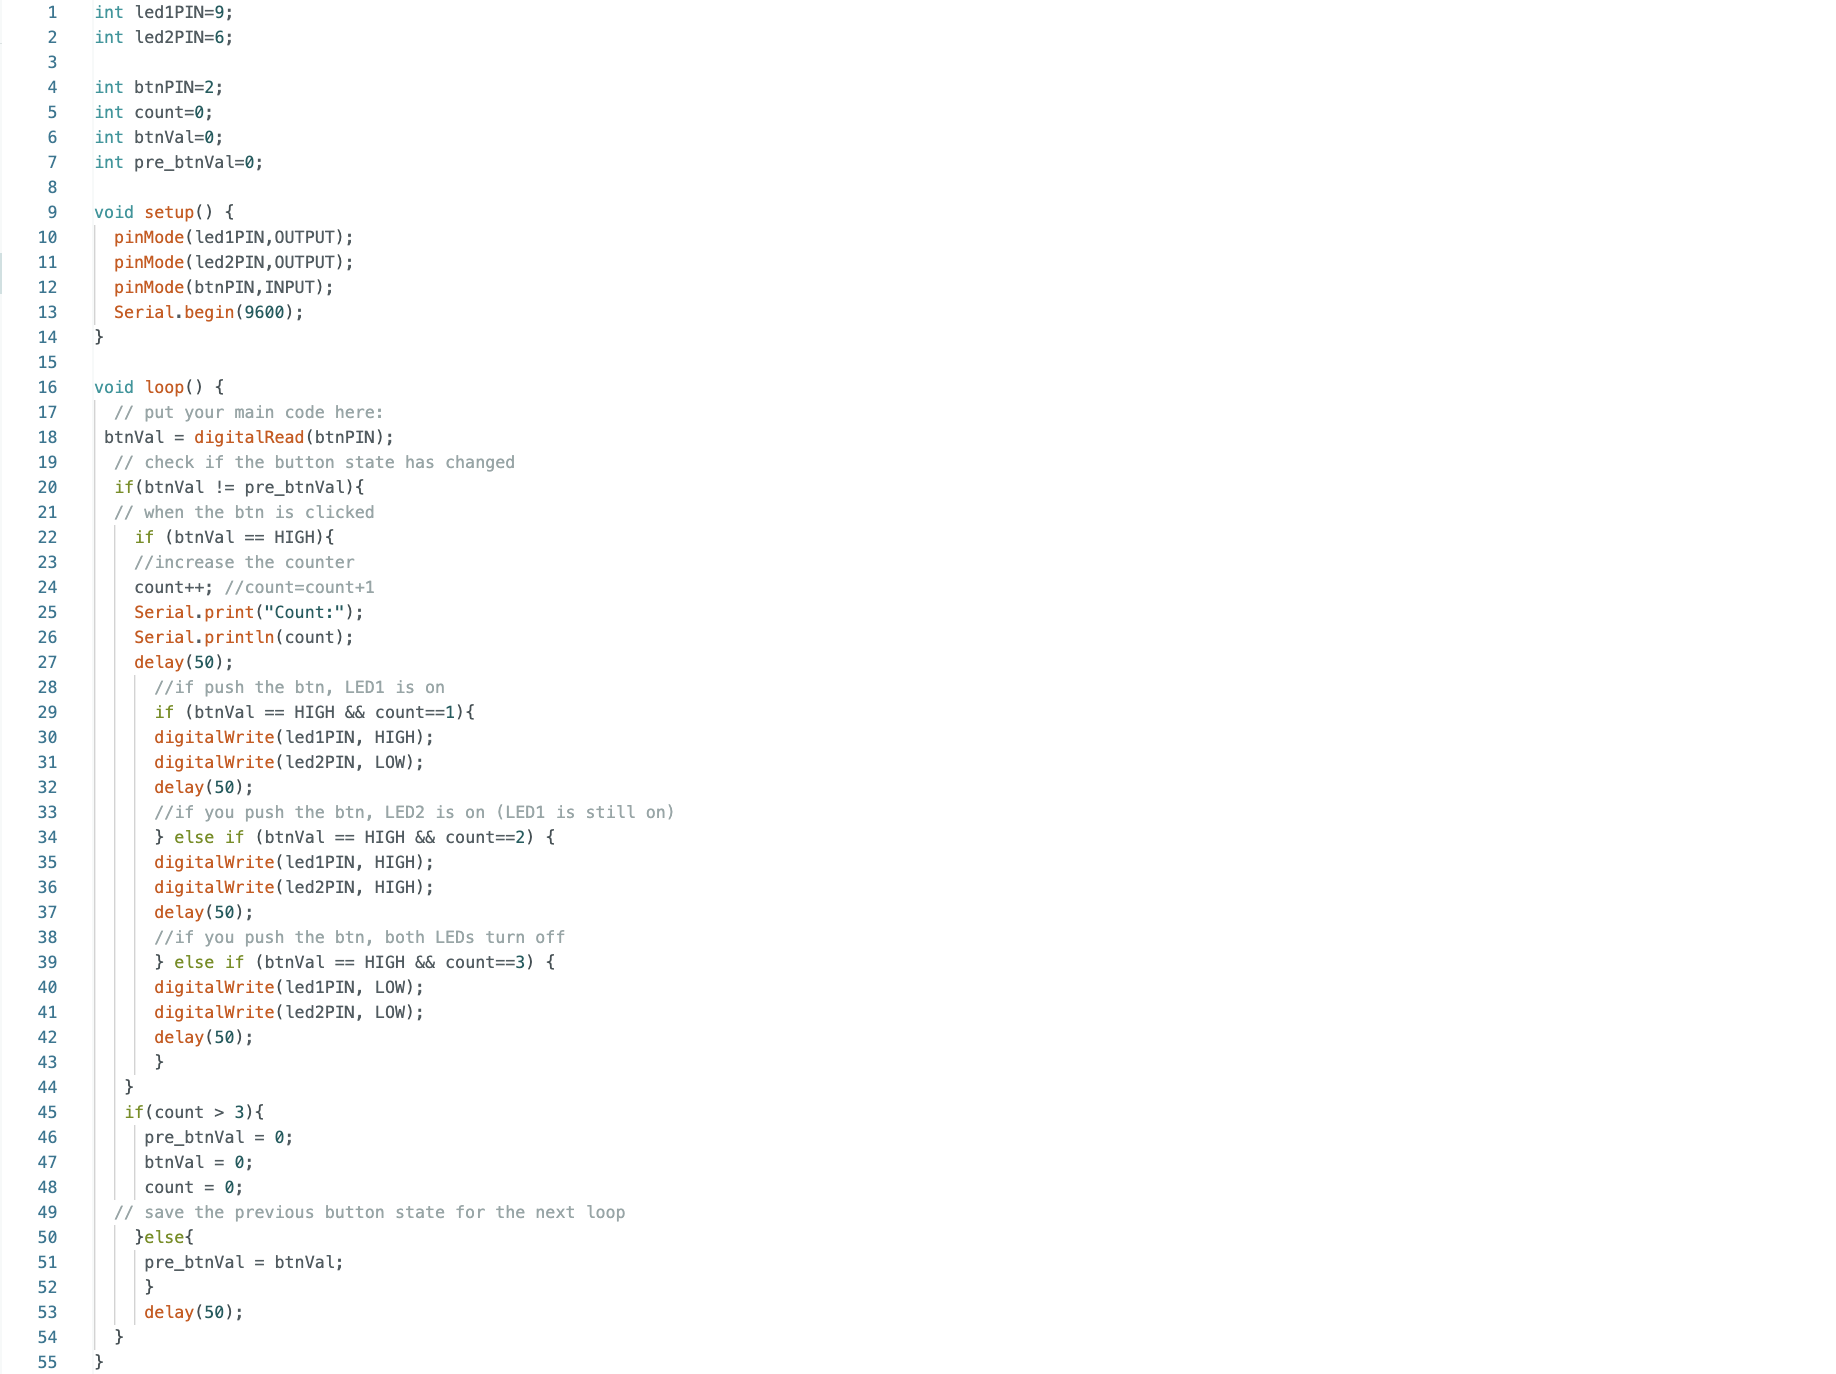 1 int led1PIN=9;
2 int led2PIN=6;
3
4 int btnPIN=2;
5 int count=0;
6 int btnVal=0;
7 int pre_btnVal=0;
8
9 void setup() {
10 pinMode(led1PIN,OUTPUT);
11 pinMode(led2PIN,OUTPUT);
12 pinMode(btnPIN,INPUT);
13 Serial.begin(9600);
14 }
15
16 void loop() {
17 // put your main code here:
18 btnVal = digitalRead(btnPIN);
19 // check if the button state has changed
20 if(btnVal != pre_btnVal){
21 // when the btn is clicked
22 if (btnVal == HIGH){
23 //increase the counter
24 count++; //count=count+1
25 Serial.print("Count:");
26 Serial.println(count);
27 delay(50);
28 //if push the btn, LED1 is on
29 if (btnVal == HIGH && count==1){
30 digitalWrite(led1PIN, HIGH);
31 digitalWrite(led2PIN, LOW);
32 delay(50);
33 //if you push the btn, LED2 is on (LED1 is still on)
34 } else if (btnVal == HIGH && count==2) {
35 digitalWrite(led1PIN, HIGH);
36 digitalWrite(led2PIN, HIGH);
37 delay(50);
38 //if you push the btn, both LEDs turn off
39 } else if (btnVal == HIGH && count==3) {
40 digitalWrite(led1PIN, LOW);
41 digitalWrite(led2PIN, LOW);
42 delay(50);
43 }
44 }
45 if(count > 3){
46 pre_btnVal = 0;
47 btnVal = 0;
48 count = 0;
49 // save the previous button state for the next loop
50 }else{
51 pre_btnVal = btnVal;
52 }
53 delay(50);
54 }
55 }